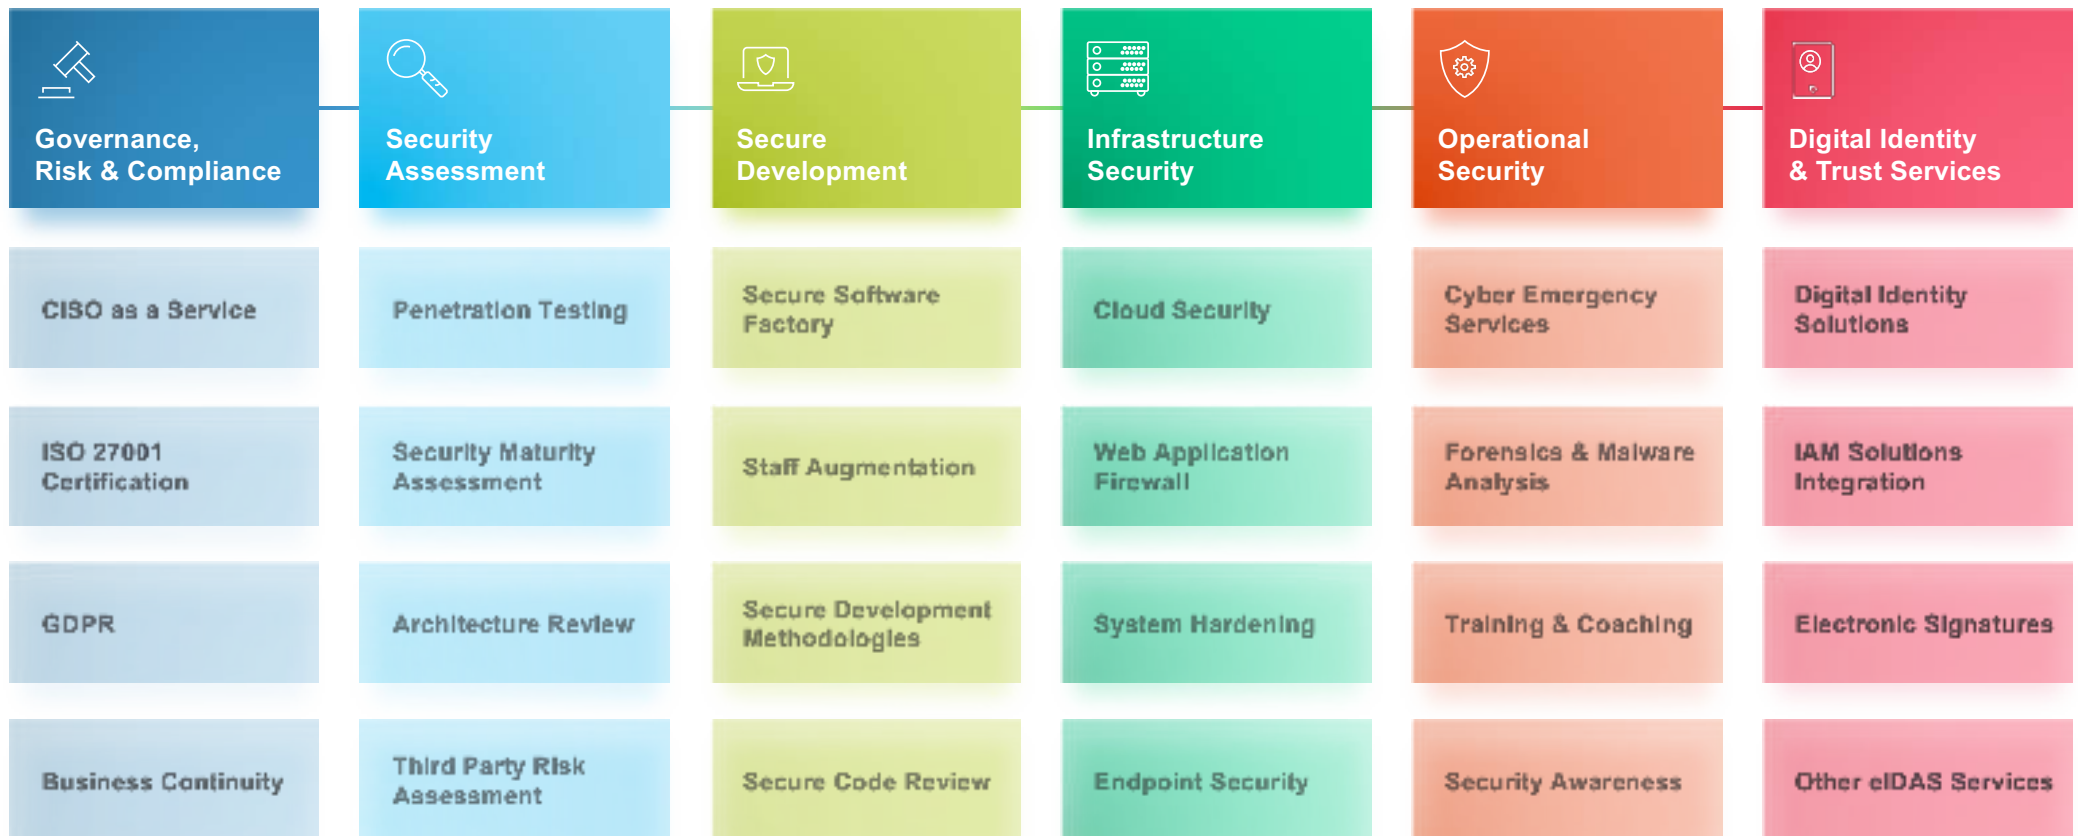 Governance,
Risk & Compliance
Security
Assessment
Secure
Development
Infrastructure
Security
Operational
Security
Digital Identity
& Trust Services
CISO as a Service
Penetration Testing
Secure Software
Factory
Cloud Security
Cyber Emergency
Services
Digital Identity
Solutions
ISO 27001
Certification
Security Maturity
Assessment
Staff Augmentation
Web Application
Firewall
Forensics & Malware
Analysis
IAM Solutions
Integration
GDPR
Architecture Review
Secure Development
Methodologies
System Hardening
Training & Coaching
Electronic Signatures
Business Continuity
Third Party Risk
Assessment
Secure Code Review
Endpoint Security
Security Awareness
Other eIDAS Services